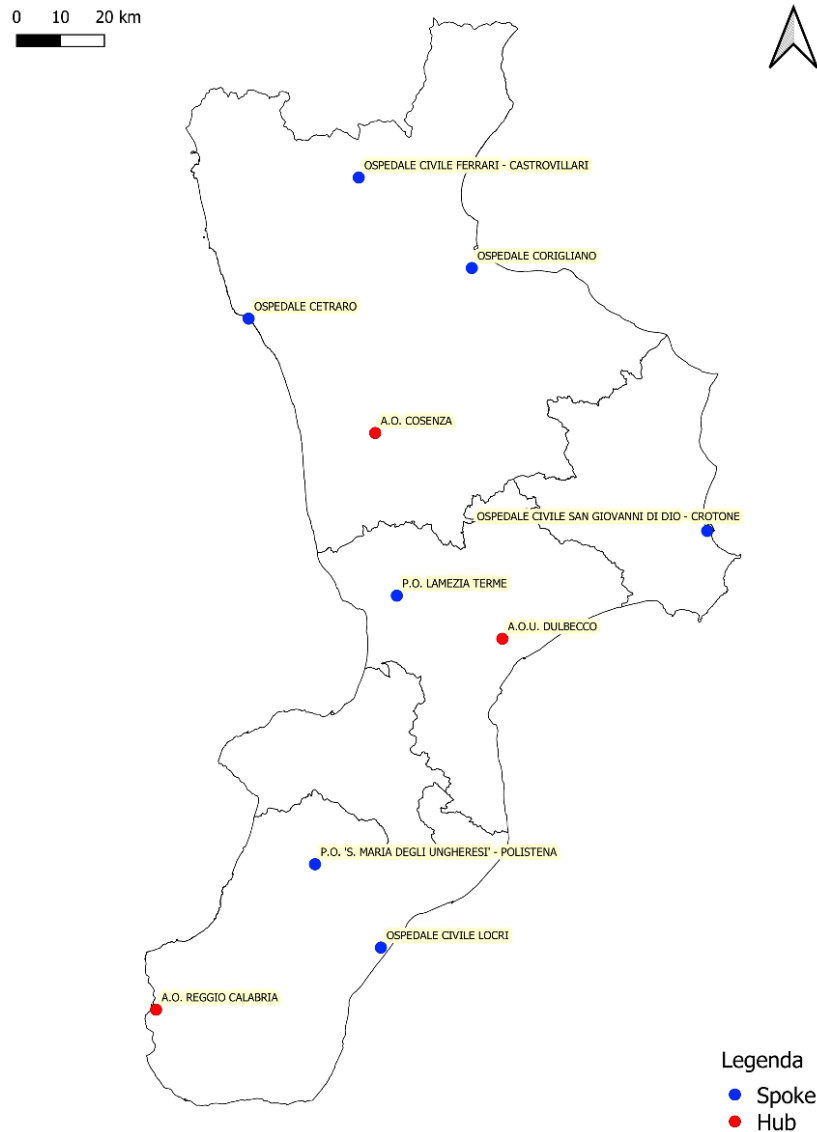 0 10 20 km
OSPEDALE CIVILE FERRARI - CASTROVILLARI
OSPEDALE CORIGLIANO
OSPEDALE CETRARO
A.O. COSENZA
OSPEDALE CIVILE SAN GIOVANNI DI DIO - CROTONE
P.O. LAMEZIA TERME
A.O.U. DULBECCO
P.O. 'S. MARIA DEGLI UNGHERESI' - POLISTENA
OSPEDALE CIVILE LOCRI
A.O. REGGIO CALABRIA
Legenda
Spoke
Hub